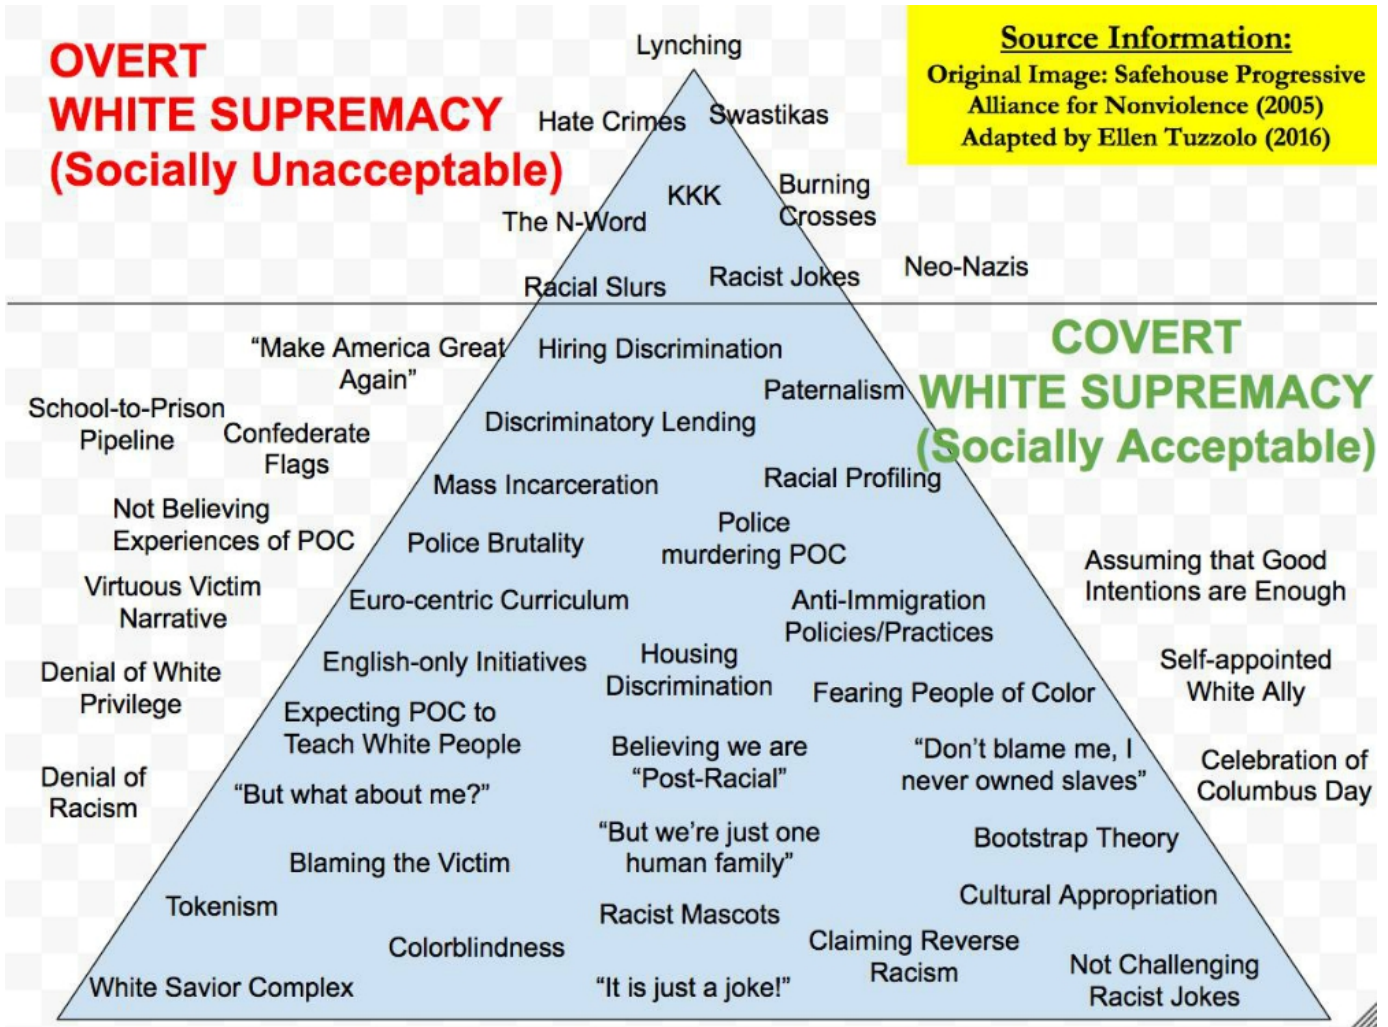 OVERT
WHITE SUPREMACY
(Socially Unacceptable)
Lynching
Source Information:
Original Image: Safehouse Progressive
Alliance for Nonviolence (2005)
Adapted by Ellen Tuzzolo (2016)
Hate Crimes
Swastikas
KKK
Burning
Crosses
The N-Word
Racial Slurs
Racist Jokes
Neo-Nazis
COVERT
WHITE SUPREMACY
(Socially Acceptable)
“Make America Great
Again”
Hiring Discrimination
Paternalism
School-to-Prison
Pipeline
Confederate
Flags
Discriminatory Lending
Mass Incarceration
Racial Profiling
Not Believing
Experiences of POC
Police Brutality
Police
murdering POC
Assuming that Good
Intentions are Enough
Virtuous Victim
Narrative
Euro-centric Curriculum
Anti-Immigration
Policies/Practices
Denial of White
Privilege
English-only Initiatives
Housing
Discrimination
Fearing People of Color
Self-appointed
White Ally
Expecting POC to
Teach White People
Believing we are
“Post-Racial”
“Don’t blame me, I
never owned slaves”
Celebration of
Columbus Day
Denial of
Racism
“But what about me?”
“But we’re just one
human family”
Bootstrap Theory
Blaming the Victim
Cultural Appropriation
Tokenism
Racist Mascots
Colorblindness
Claiming Reverse
Racism
Not Challenging
Racist Jokes
White Savior Complex
“It is just a joke!”